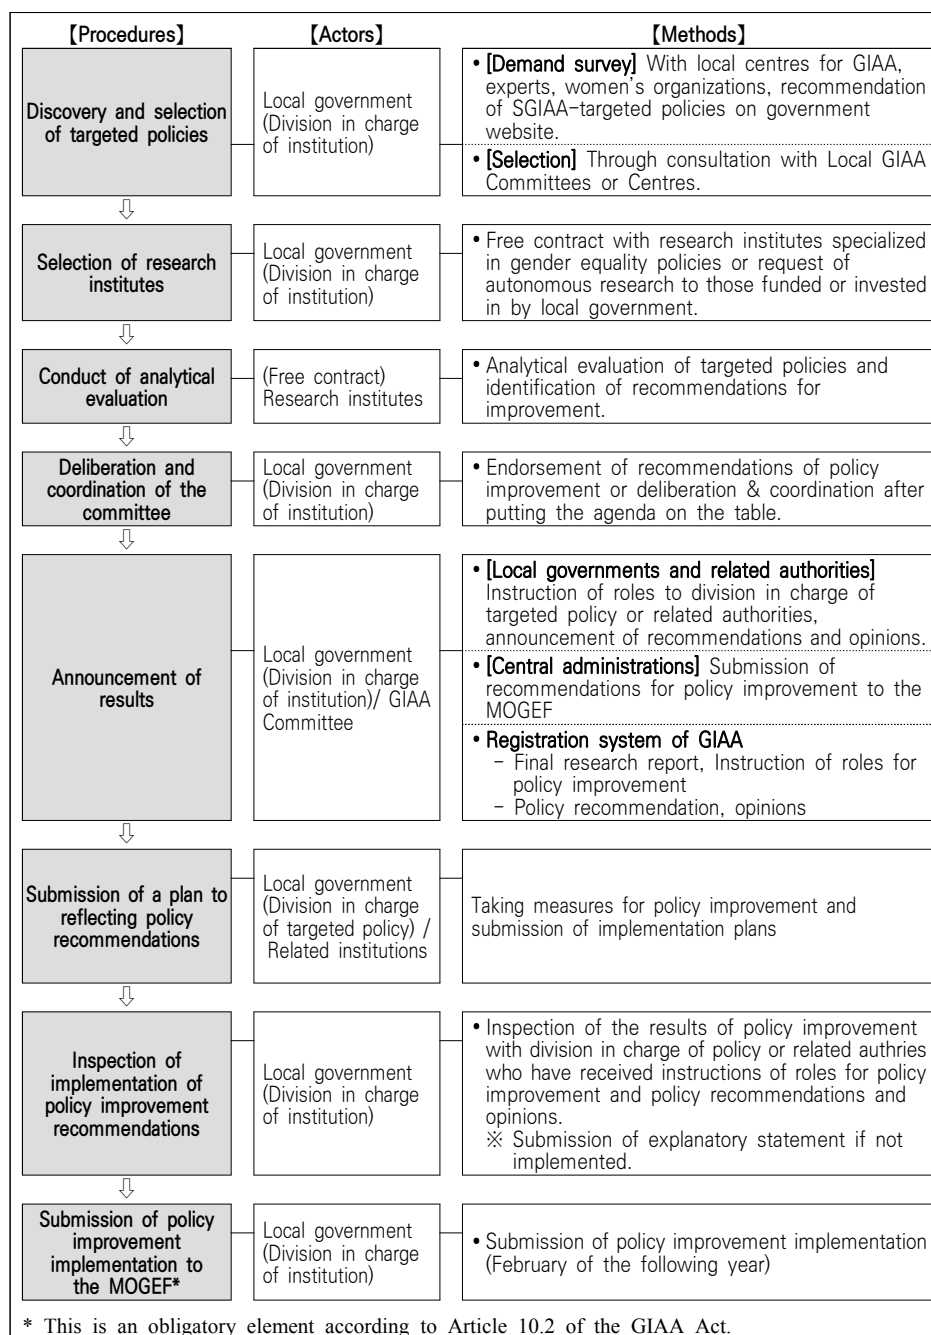 【Procedures】 【Actors】 【Methods】
Discovery and selection
of targeted policies
Local government
(Division in charge
of institution)
• [Demand survey] With local centres for GIAA,
experts, women's organizations, recommendation
of SGIAA-targeted policies on government
website.
• [Selection] Through consultation with Local GIAA
Committees or Centres.
Selection of research
institutes
Local government
(Division in charge
of institution)
• Free contract with research institutes specialized
in gender equality policies or request of
autonomous research to those funded or invested
in by local government.
Conduct of analytical
evaluation
(Free contract)
Research institutes
• Analytical evaluation of targeted policies and
identification of recommendations for
improvement.
Deliberation and
coordination of the
committee
Local government
(Division in charge
of institution)
• Endorsement of recommendations of policy
improvement or deliberation & coordination after
putting the agenda on the table.
Announcement of
results
Local government
(Division in charge
of institution)/ GIAA
Committee
• [Local governments and related authorities]
Instruction of roles to division in charge of
targeted policy or related authorities,
announcement of recommendations and opinions.
• [Central administrations] Submission of
recommendations for policy improvement to the
MOGEF
• Registration system of GIAA
- Final research report, Instruction of roles for
policy improvement
- Policy recommendation, opinions
Submission of a plan to
reflecting policy
recommendations
Local government
(Division in charge
of targeted policy) /
Related institutions
Taking measures for policy improvement and
submission of implementation plans
Inspection of
implementation of
policy improvement
recommendations
Local government
(Division in charge
of institution)
• Inspection of the results of policy improvement
with division in charge of policy or related authries
who have received instructions of roles for policy
improvement and policy recommendations and
opinions.
※ Submission of explanatory statement if not
implemented.
Submission of policy
improvement
implementation to
the MOGEF*
Local government
(Division in charge
of institution)
• Submission of policy improvement implementation
(February of the following year)
* This is an obligatory element according to Article 10.2 of the GIAA Act.